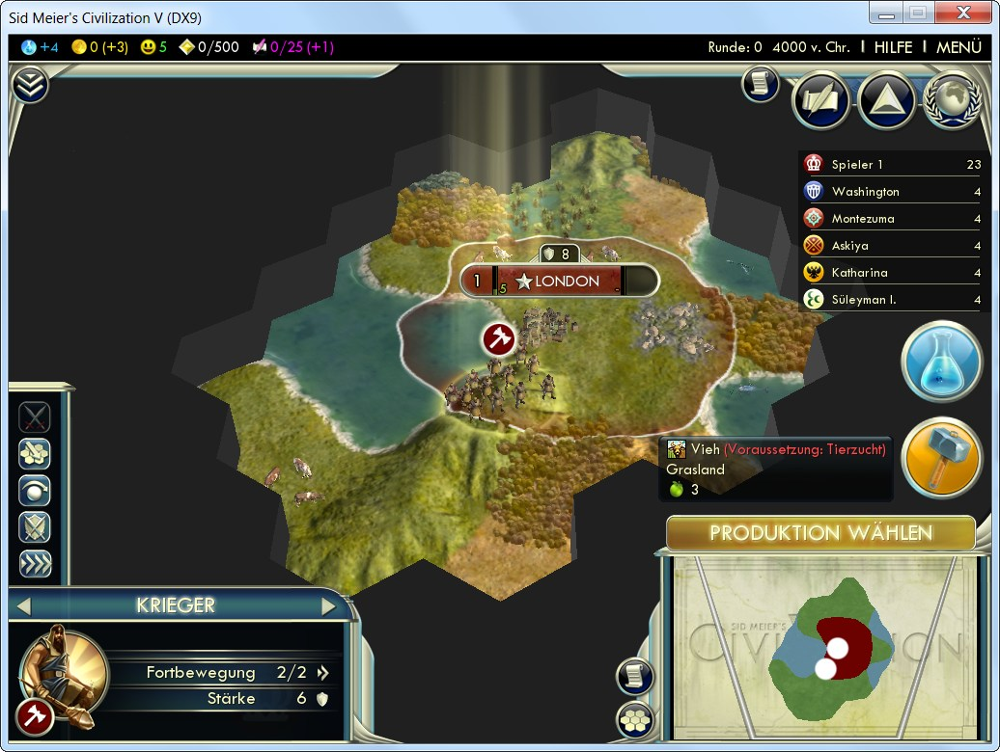 Sid Meier's Civilization V (DX9)
+4 0 (+3) 5 0/500 0/25 (+1)
Runde: 0 4000 v. Chr. | HILFE | MENÜ
Spieler 1 23
Washington 4
Montezuma 4
Askiya 4
Katharina 4
Süleyman I. 4
8
1 5 LONDON -
Vieh (Voraussetzung: Tierzucht)
Grasland
3
PRODUKTION WÄHLEN
KRIEGER
Fortbewegung 2/2
Stärke 6
SID MEIER'S
CIVILIZATION